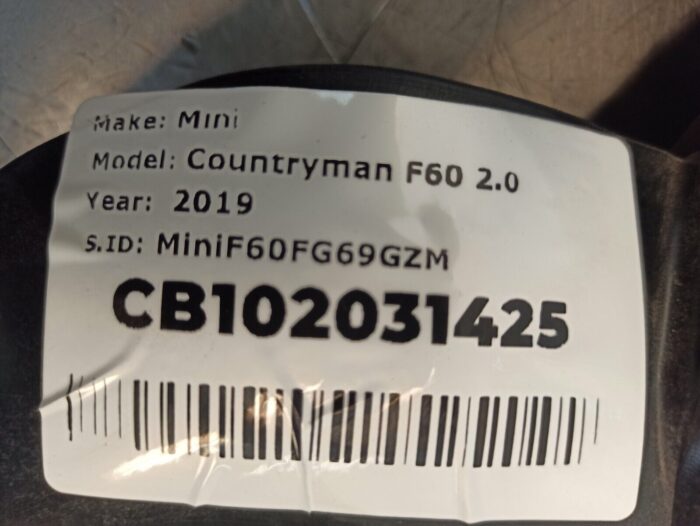 Make: Mini
Model: Countryman F60 2.0
Year: 2019
S.ID: MiniF60FG69GZM
CB102031425